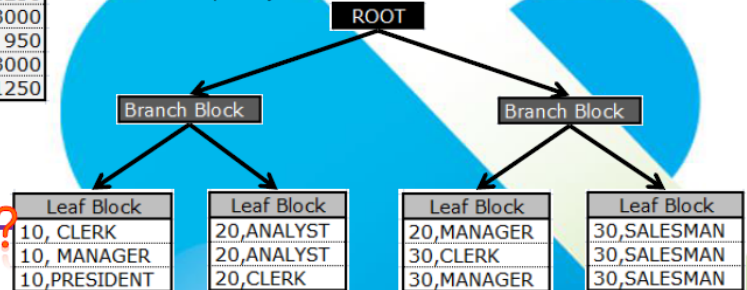 3000
950
3000
1250
ROOT
Branch Block
Branch Block
Leaf Block
10, CLERK
10, MANAGER
10,PRESIDENT
Leaf Block
20,ANALYST
20,ANALYST
20,CLERK
Leaf Block
20,MANAGER
30,CLERK
30,MANAGER
Leaf Block
30,SALESMAN
30,SALESMAN
30,SALESMAN
?